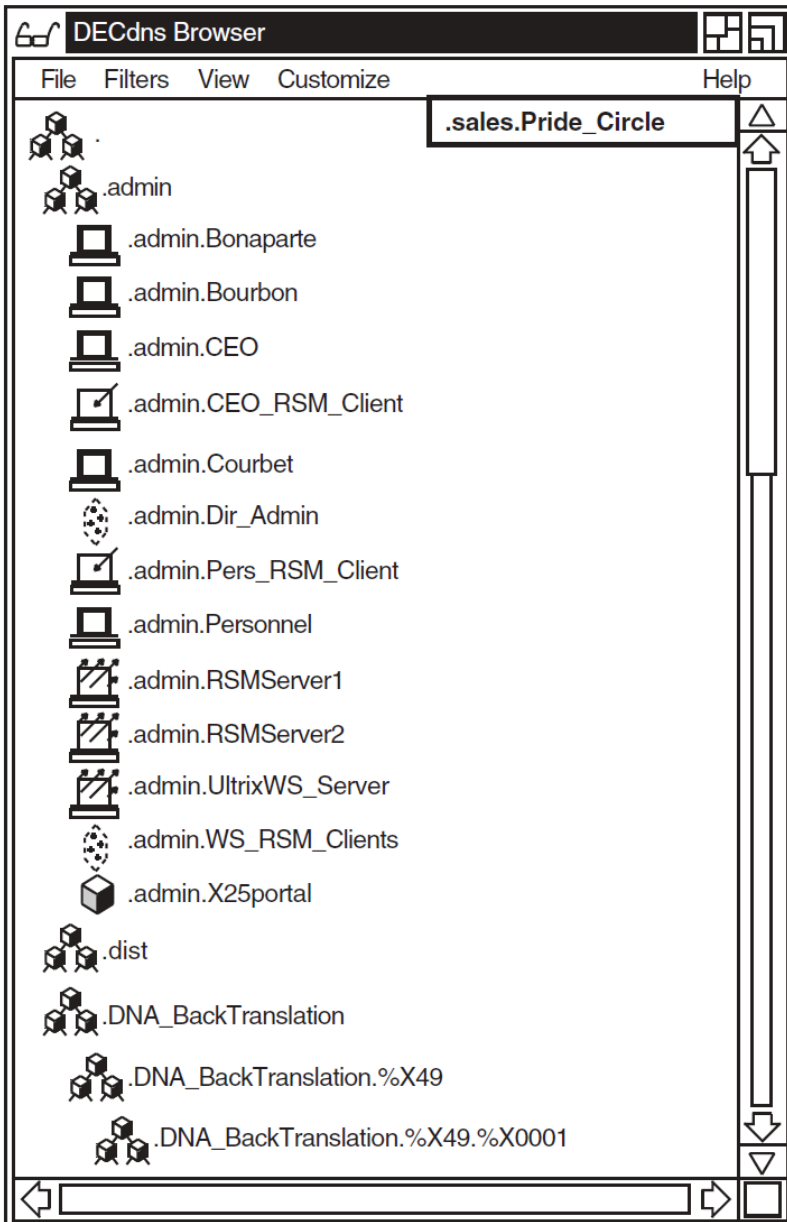 DECdns Browser
File Filters View Customize Help
.sales.Pride_Circle
.
.admin
.admin.Bonaparte
.admin.Bourbon
.admin.CEO
.admin.CEO_RSM_Client
.admin.Courbet
.admin.Dir_Admin
.admin.Pers_RSM_Client
.admin.Personnel
.admin.RSMServer1
.admin.RSMServer2
.admin.UltrixWS_Server
.admin.WS_RSM_Clients
.admin.X25portal
.dist
.DNA_BackTranslation
.DNA_BackTranslation.%X49
.DNA_BackTranslation.%X49.%X0001